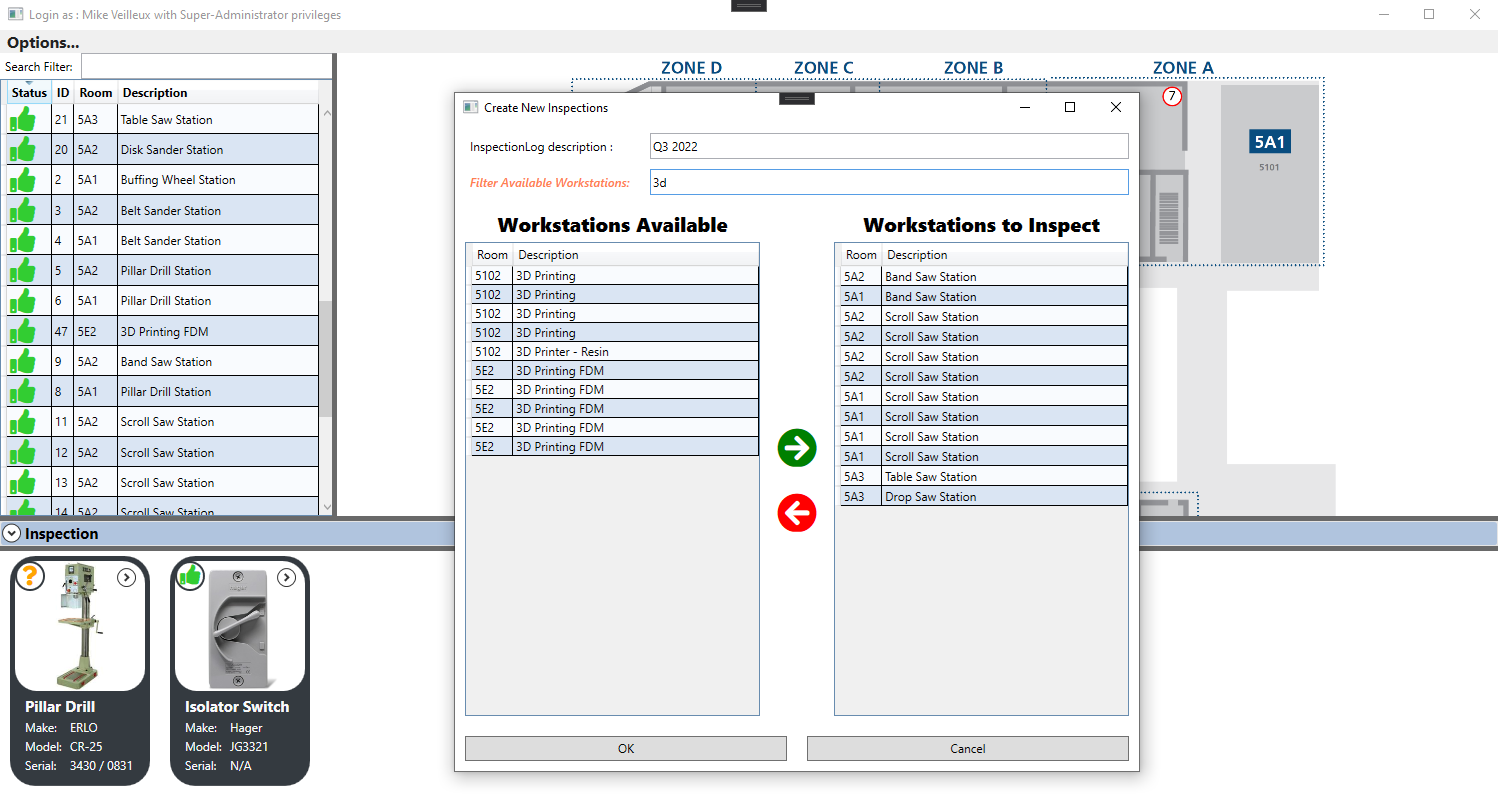 Login as : Mike Veilleux with Super-Administrator privileges
Options...
Search Filter:
Status ID Room Description
21 5A3 Table Saw Station
20 5A2 Disk Sander Station
2 5A1 Buffing Wheel Station
3 5A2 Belt Sander Station
4 5A1 Belt Sander Station
5 5A2 Pillar Drill Station
6 5A1 Pillar Drill Station
47 5E2 3D Printing FDM
9 5A2 Band Saw Station
8 5A1 Pillar Drill Station
11 5A2 Scroll Saw Station
12 5A2 Scroll Saw Station
13 5A2 Scroll Saw Station
14 5A2 Scroll Saw Station
ZONE D ZONE C ZONE B ZONE A
7
5A1
5101
Create New Inspections
InspectionLog description : Q3 2022
Filter Available Workstations: 3d
Workstations Available
Room Description
5102 3D Printing
5102 3D Printing
5102 3D Printing
5102 3D Printing
5102 3D Printer - Resin
5E2 3D Printing FDM
5E2 3D Printing FDM
5E2 3D Printing FDM
5E2 3D Printing FDM
5E2 3D Printing FDM
Workstations to Inspect
Room Description
5A2 Band Saw Station
5A1 Band Saw Station
5A2 Scroll Saw Station
5A2 Scroll Saw Station
5A2 Scroll Saw Station
5A2 Scroll Saw Station
5A1 Scroll Saw Station
5A1 Scroll Saw Station
5A1 Scroll Saw Station
5A1 Scroll Saw Station
5A3 Table Saw Station
5A3 Drop Saw Station
OK Cancel
Inspection
Pillar Drill
Make: ERLO
Model: CR-25
Serial: 3430 / 0831
Isolator Switch
Make: Hager
Model: JG3321
Serial: N/A